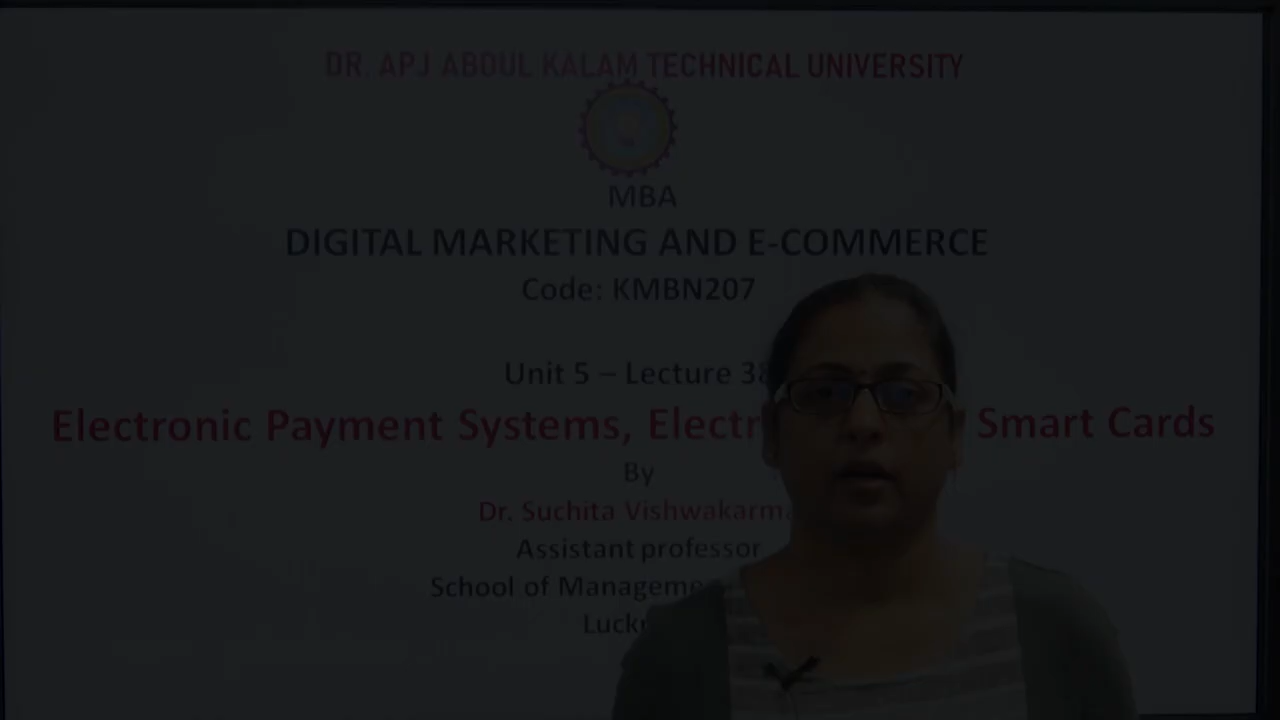 DR. APJ ABDUL KALAM TECHNICAL UNIVERSITY
MBA
DIGITAL MARKETING AND E-COMMERCE
Code: KMBN207
Unit 5 – Lecture
Electronic Payment Systems, Smart Cards
By
Dr. Suchita
Assistant professor
School of